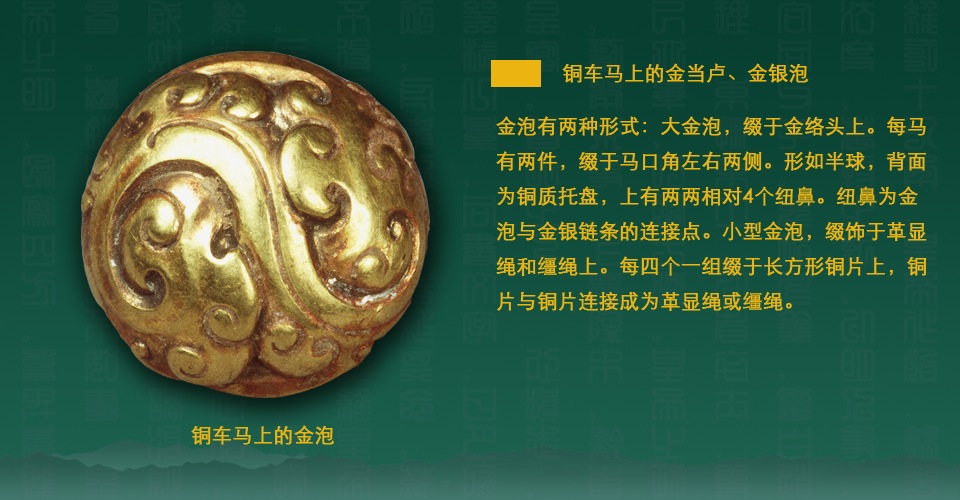 铜车马上的金当卢、金银泡
金泡有两种形式：大金泡，缀于金络头上。每马
有两件，缀于马口角左右两侧。形如半球，背面
为铜质托盘，上有两两相对4个纽鼻。纽鼻为金
泡与金银链条的连接点。小型金泡，缀饰于革显
绳和缰绳上。每四个一组缀于长方形铜片上，铜
片与铜片连接成为革显绳或缰绳。
铜车马上的金泡